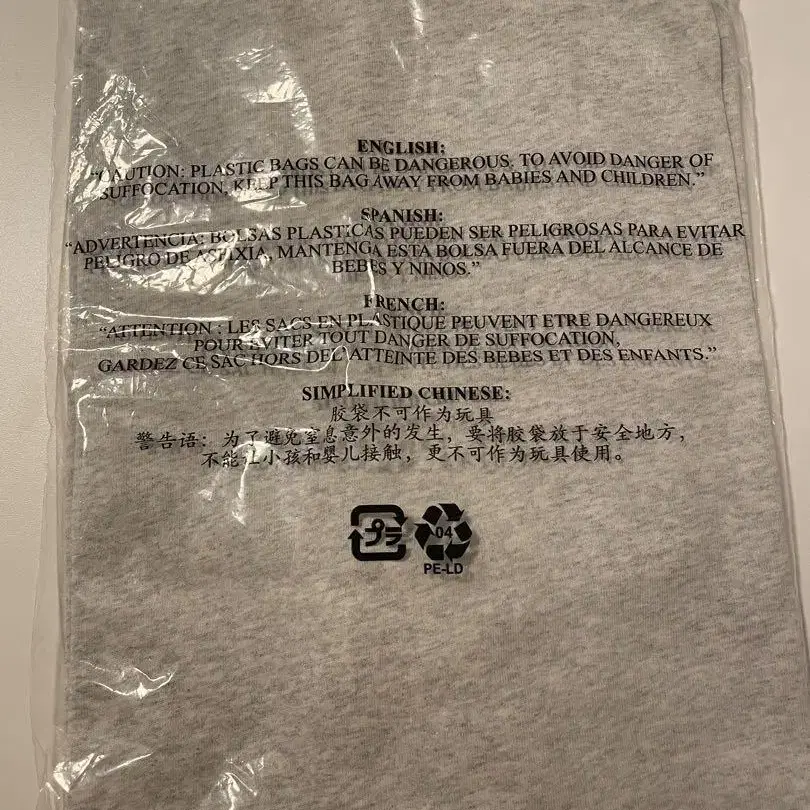 ENGLISH:
"CAUTION: PLASTIC BAGS CAN BE DANGEROUS. TO AVOID DANGER OF
SUFFOCATION, KEEP THIS BAG AWAY FROM BABIES AND CHILDREN."
SPANISH:
"ADVERTENCIA: BOLSAS PLASTICAS PUEDEN SER PELIGROSAS PARA EVITAR
PELIGRO DE ASFIXIA, MANTENGA ESTA BOLSA FUERA DEL ALCANCE DE
BEBES Y NINOS."
FRENCH:
"ATTENTION : LES SACS EN PLASTIQUE PEUVENT ETRE DANGEREUX
POUR EVITER TOUT DANGER DE SUFFOCATION,
GARDEZ CE SAC HORS DEL'ATTEINTE DES BEBES ET DES ENFANTS."
SIMPLIFIED CHINESE:
胶袋不可作为玩具
警告语：为了避免窒息意外的发生，要将胶袋放于安全地方，
不能让小孩和婴儿接触，更不可作为玩具使用。
プラ 04
PE-LD